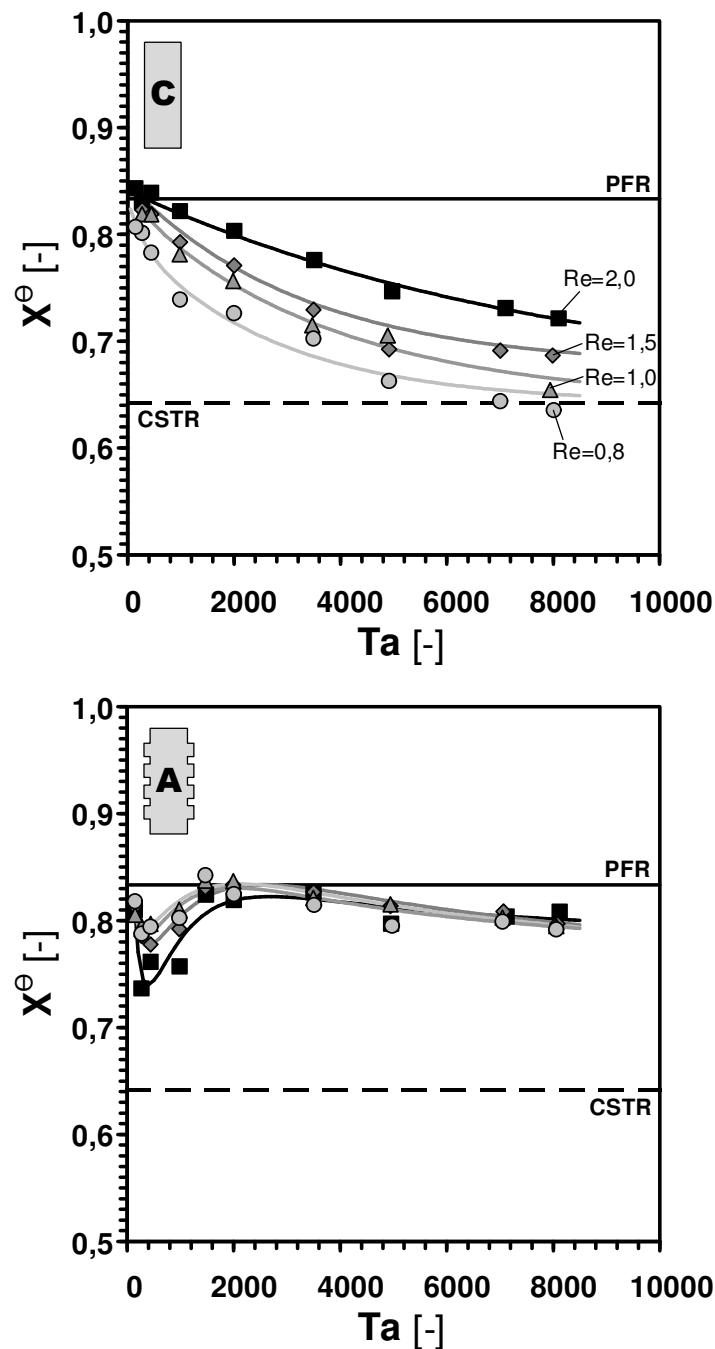 1,0
C
0,9
PFR
0,8
X^Θ [-]
Re=2,0
0,7
Re=1,5
Re=1,0
CSTR
0,6
Re=0,8
0,5
0 2000 4000 6000 8000 10000
Ta [-]
1,0
A
0,9
PFR
0,8
X^Θ [-]
0,7
CSTR
0,6
0,5
0 2000 4000 6000 8000 10000
Ta [-]